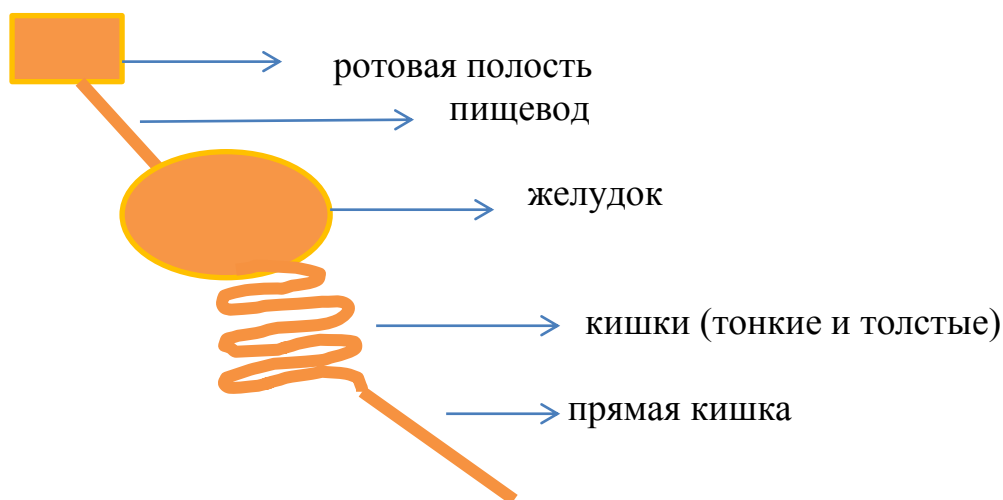 ротовая полость
пищевод
желудок
кишки (тонкие и толстые)
прямая кишка